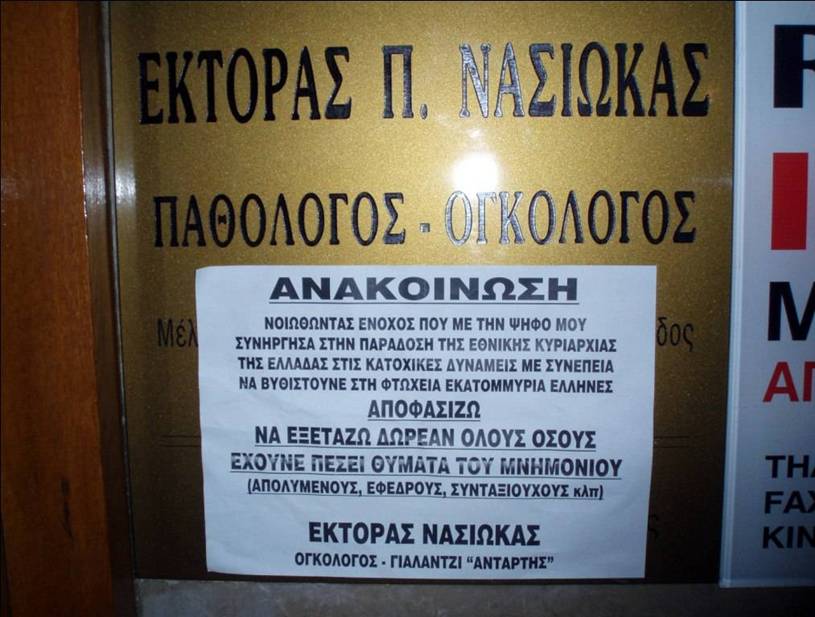 ΕΚΤΟΡΑΣ Π. ΝΑΣΙΩΚΑΣ
ΠΑΘΟΛΟΓΟΣ - ΟΓΚΟΛΟΓΟΣ
ΑΝΑΚΟΙΝΩΣΗ
ΝΟΙΩΘΩΝΤΑΣ ΕΝΟΧΟΣ ΠΟΥ ΜΕ ΤΗΝ ΨΗΦΟ ΜΟΥ
ΣΥΝΗΡΓΗΣΑ ΣΤΗΝ ΠΑΡΑΔΟΣΗ ΤΗΣ ΕΘΝΙΚΗΣ ΚΥΡΙΑΡΧΙΑΣ
ΤΗΣ ΕΛΛΑΔΑΣ ΣΤΙΣ ΚΑΤΟΧΙΚΕΣ ΔΥΝΑΜΕΙΣ ΜΕ ΣΥΝΕΠΕΙΑ
ΝΑ ΒΥΘΙΣΤΟΥΝΕ ΣΤΗ ΦΤΩΧΕΙΑ ΕΚΑΤΟΜΜΥΡΙΑ ΕΛΛΗΝΕΣ
ΑΠΟΦΑΣΙΖΩ
ΝΑ ΕΞΕΤΑΖΩ ΔΩΡΕΑΝ ΟΛΟΥΣ ΟΣΟΥΣ
ΕΧΟΥΝΕ ΠΕΣΕΙ ΘΥΜΑΤΑ ΤΟΥ ΜΝΗΜΟΝΙΟΥ
(ΑΠΟΛΥΜΕΝΟΥΣ, ΕΦΕΔΡΟΥΣ, ΣΥΝΤΑΞΙΟΥΧΟΥΣ κλπ)
ΕΚΤΟΡΑΣ ΝΑΣΙΩΚΑΣ
ΟΓΚΟΛΟΓΟΣ - ΓΙΑΛΑΝΤΖΙ “ΑΝΤΑΡΤΗΣ”
FAX